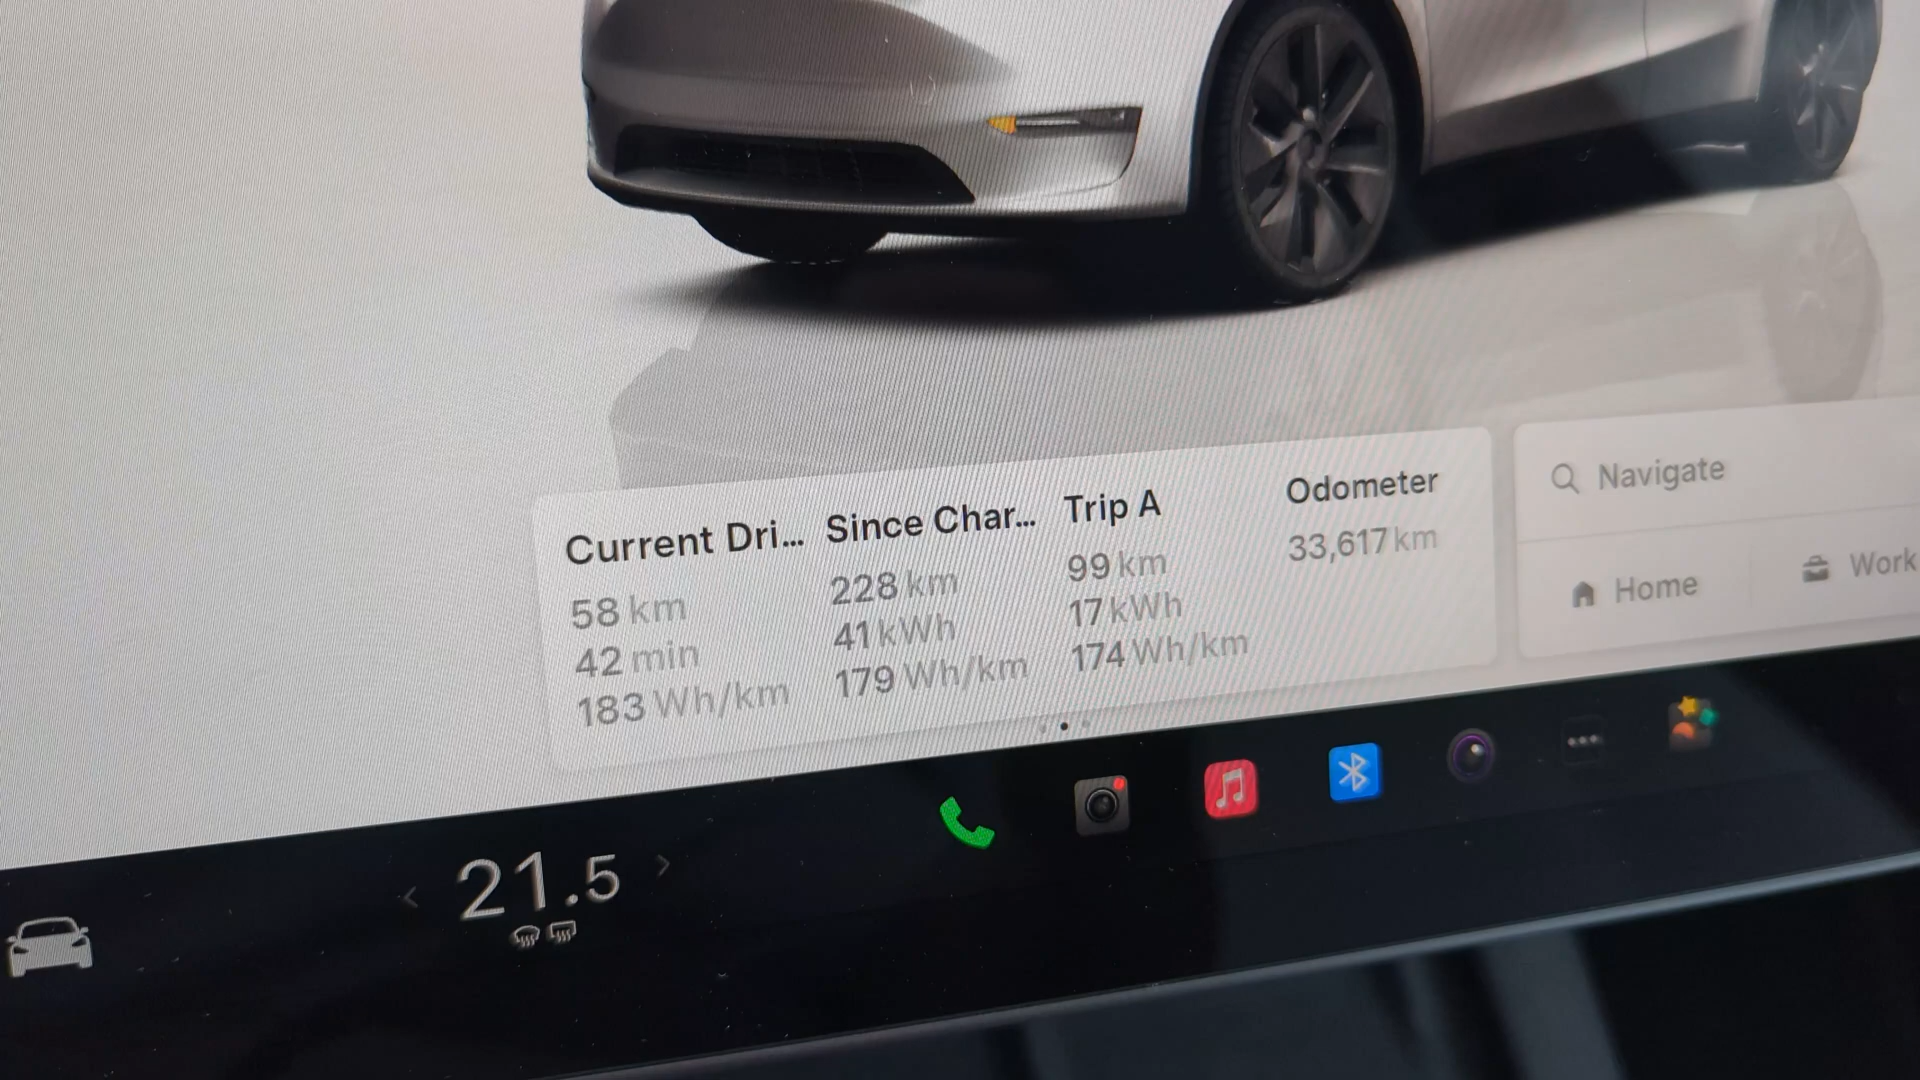 Current Dri...
58 km
42 min
183 Wh/km
Since Char...
228 km
41 kWh
179 Wh/km
Trip A
99 km
17 kWh
174 Wh/km
Odometer
33,617 km
Navigate
Home
Work
21.5